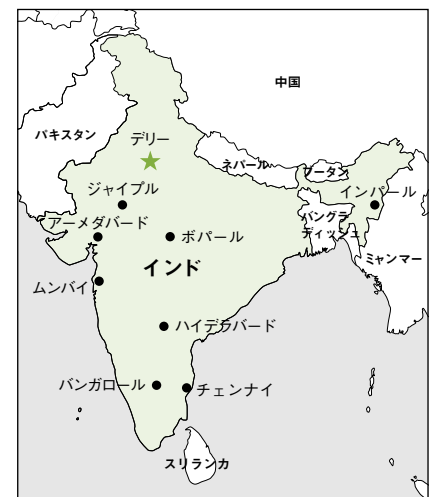 中国
パキスタン
デリー
ネパール
ブータン
ジャイプル
インパール
アーメダバード
バングラ
ディッシュ
ボパール
ミャンマー
インド
ムンバイ
ハイデラバード
バンガロール
チェンナイ
スリランカ